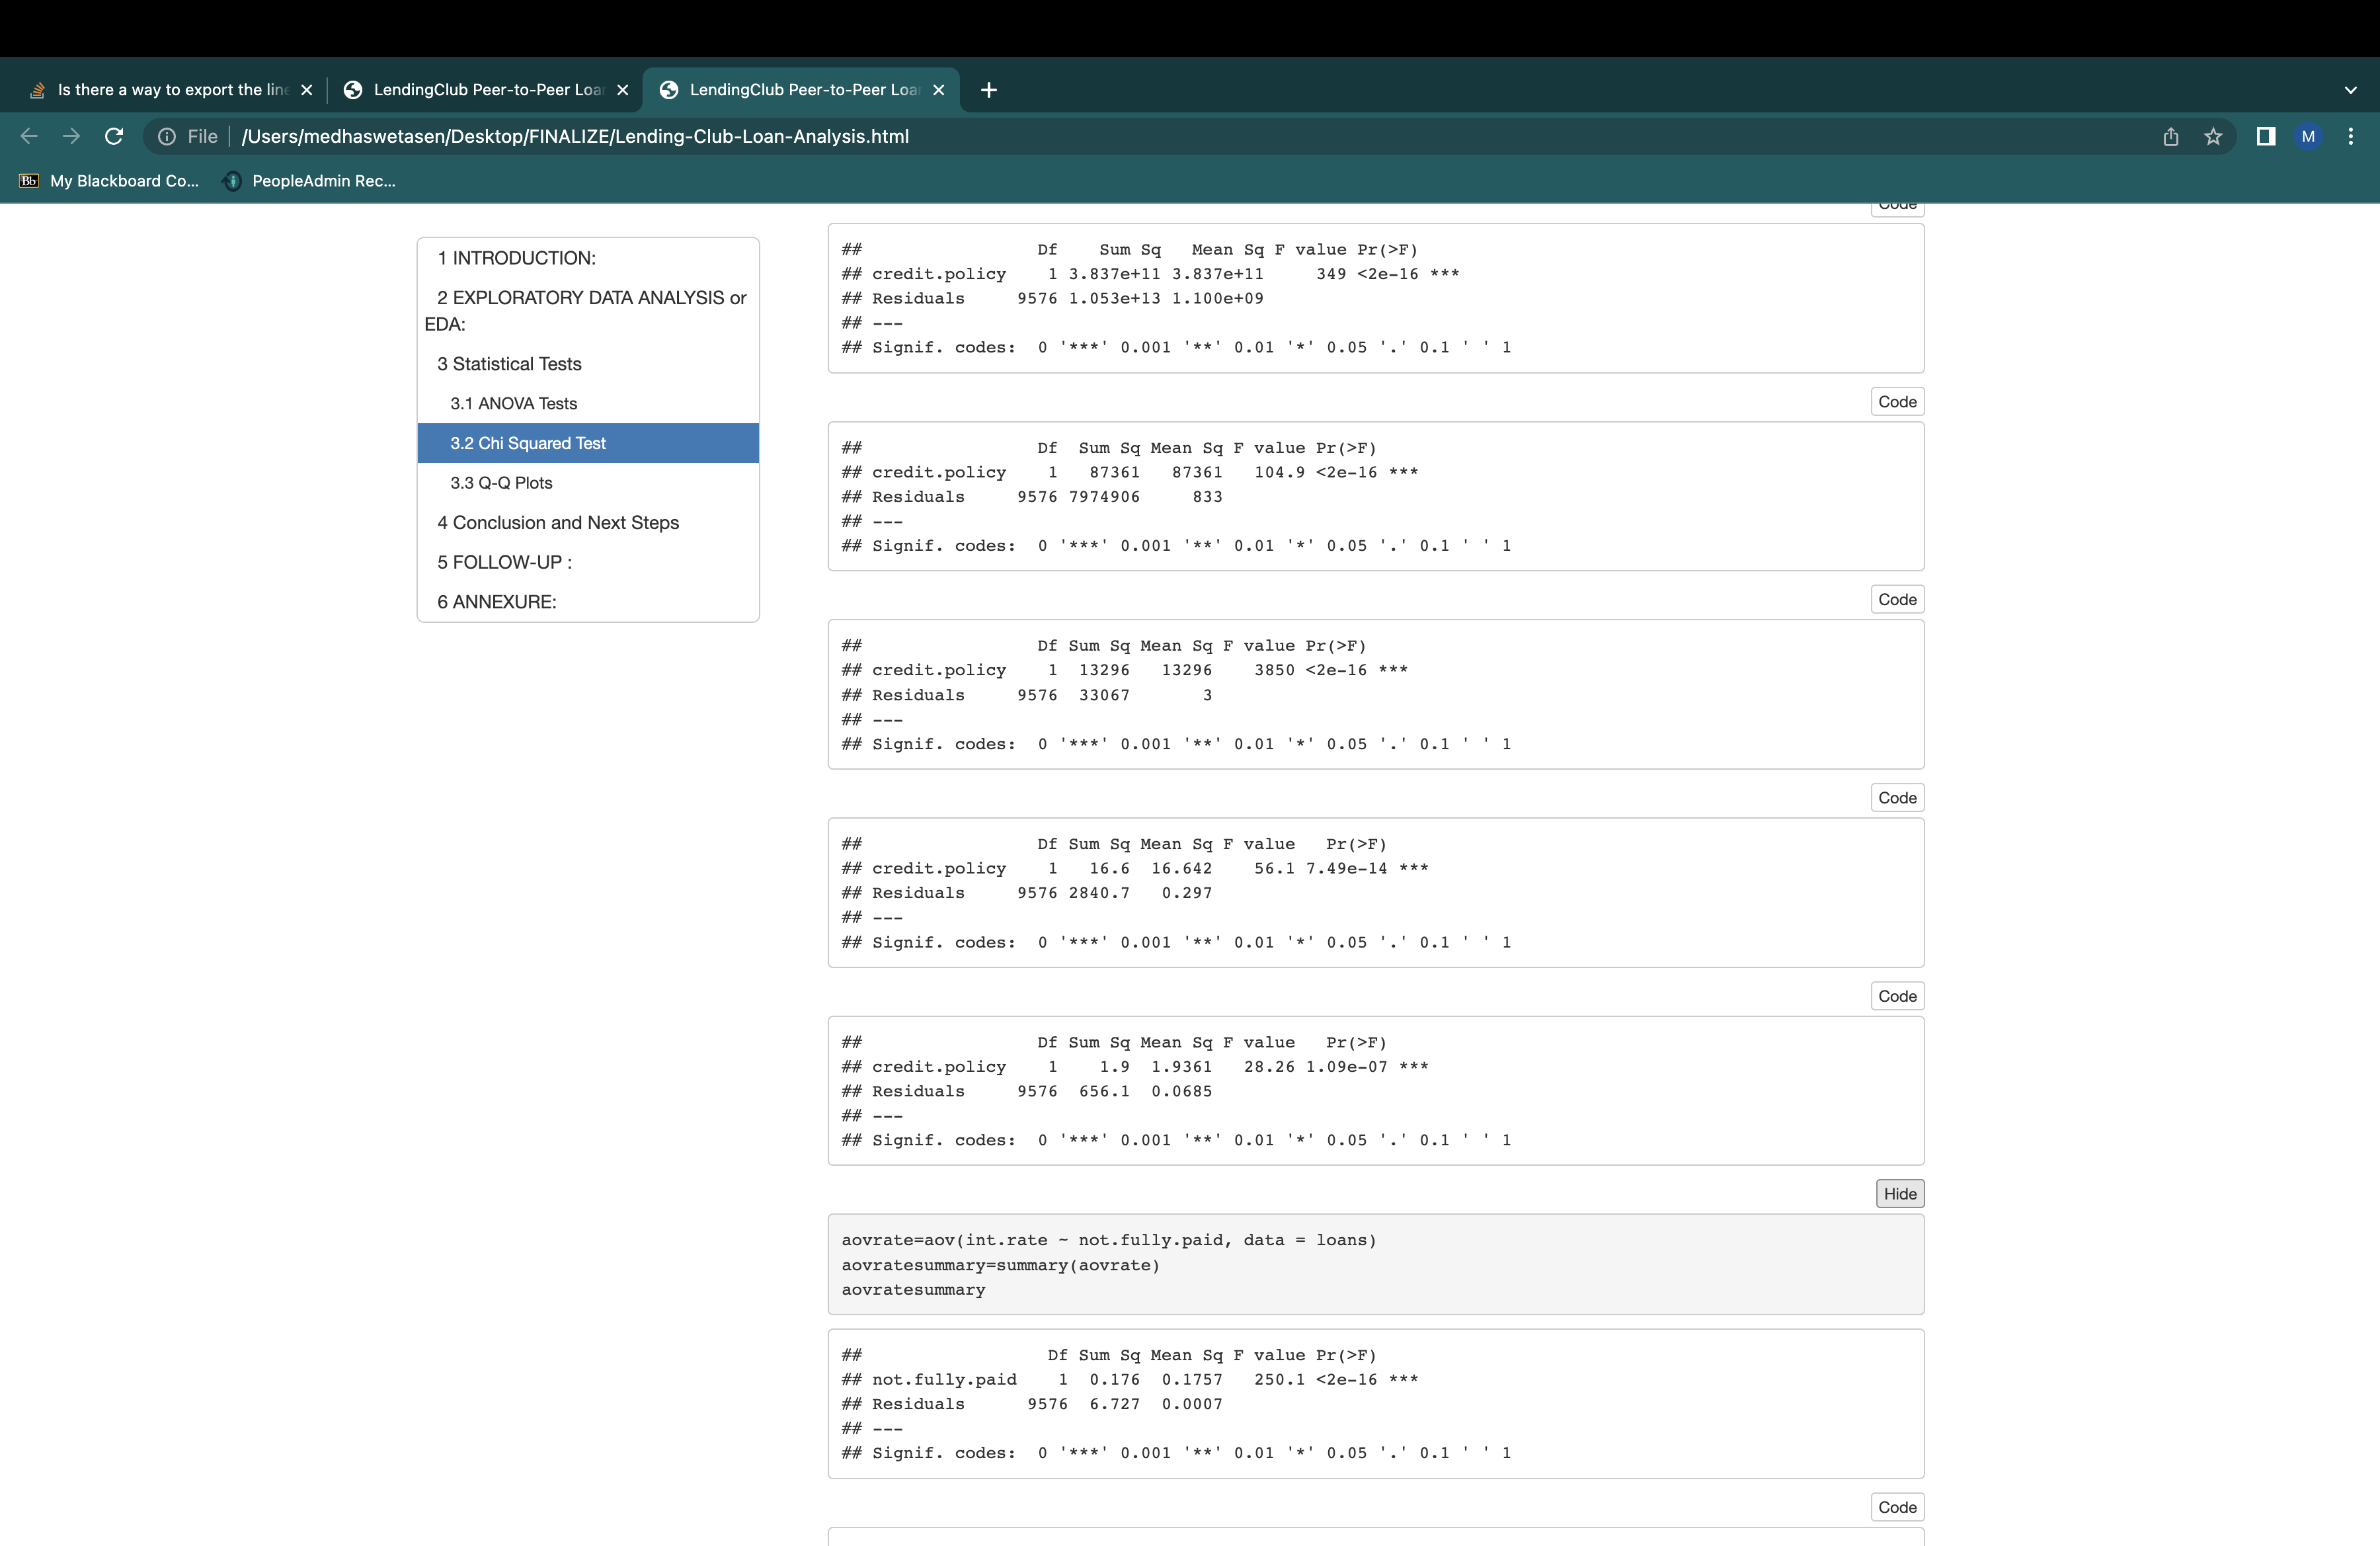 Is there a way to export the line
LendingClub Peer-to-Peer Loa
LendingClub Peer-to-Peer Loan
File
/Users/medhaswetasen/Desktop/FINALIZE/Lending-Club-Loan-Analysis.html
M
Bb My Blackboard Co...
PeopleAdmin Rec...
1 INTRODUCTION:
2 EXPLORATORY DATA ANALYSIS or
EDA:
3 Statistical Tests
3.1 ANOVA Tests
3.2 Chi Squared Test
3.3 Q-Q Plots
4 Conclusion and Next Steps
5 FOLLOW-UP :
6 ANNEXURE:
Code
##                 Df    Sum Sq   Mean Sq F value Pr(>F)
## credit.policy    1 3.837e+11 3.837e+11     349 <2e-16 ***
## Residuals     9576 1.053e+13 1.100e+09
## ---
## Signif. codes:  0 '***' 0.001 '**' 0.01 '*' 0.05 '.' 0.1 ' ' 1
Code
##                 Df  Sum Sq Mean Sq F value Pr(>F)
## credit.policy    1   87361   87361   104.9 <2e-16 ***
## Residuals     9576 7974906     833
## ---
## Signif. codes:  0 '***' 0.001 '**' 0.01 '*' 0.05 '.' 0.1 ' ' 1
Code
##                 Df Sum Sq Mean Sq F value Pr(>F)
## credit.policy    1  13296   13296    3850 <2e-16 ***
## Residuals     9576  33067       3
## ---
## Signif. codes:  0 '***' 0.001 '**' 0.01 '*' 0.05 '.' 0.1 ' ' 1
Code
##                 Df Sum Sq Mean Sq F value   Pr(>F)
## credit.policy    1   16.6  16.642    56.1 7.49e-14 ***
## Residuals     9576 2840.7   0.297
## ---
## Signif. codes:  0 '***' 0.001 '**' 0.01 '*' 0.05 '.' 0.1 ' ' 1
Code
##                 Df Sum Sq Mean Sq F value   Pr(>F)
## credit.policy    1    1.9  1.9361   28.26 1.09e-07 ***
## Residuals     9576  656.1  0.0685
## ---
## Signif. codes:  0 '***' 0.001 '**' 0.01 '*' 0.05 '.' 0.1 ' ' 1
Hide
aovrate=aov(int.rate ~ not.fully.paid, data = loans)
aovratesummary=summary(aovrate)
aovratesummary
##                  Df Sum Sq Mean Sq F value Pr(>F)
## not.fully.paid    1  0.176  0.1757   250.1 <2e-16 ***
## Residuals      9576  6.727  0.0007
## ---
## Signif. codes:  0 '***' 0.001 '**' 0.01 '*' 0.05 '.' 0.1 ' ' 1
Code